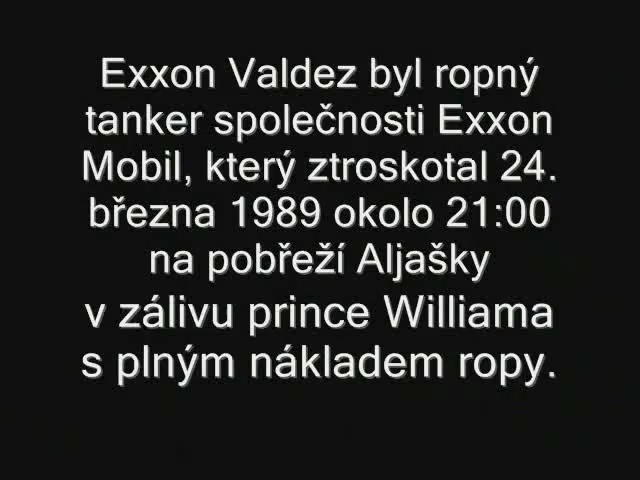 Exxon Valdez byl ropný
tanker společnosti Exxon
Mobil, který ztroskotal 24.
března 1989 okolo 21:00
na pobřeží Aljašky
v zálivu prince Williama
s plným nákladem ropy.